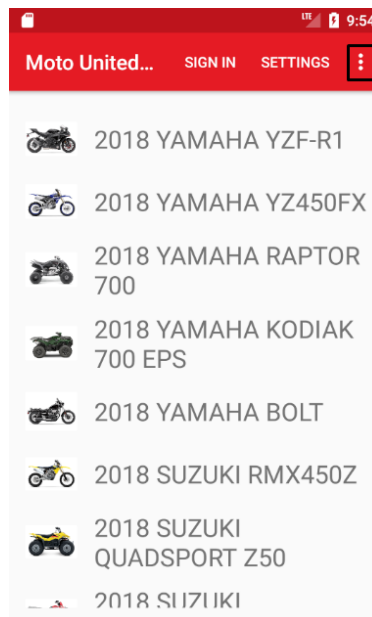 LTE 9:54
Moto United... SIGN IN SETTINGS
2018 YAMAHA YZF-R1
2018 YAMAHA YZ450FX
2018 YAMAHA RAPTOR
700
2018 YAMAHA KODIAK
700 EPS
2018 YAMAHA BOLT
2018 SUZUKI RMX450Z
2018 SUZUKI
QUADSPORT Z50
2018 SUZUKI